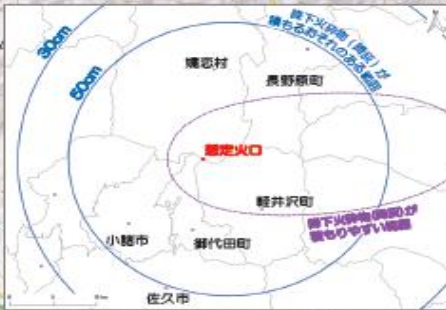 30cm
50cm
降下火砕物（降灰）が
積もるおそれのある範囲
嬬恋村
長野原町
想定火口
軽井沢町
降下火砕物（降灰）が
積もりやすい範囲
小諸市
御代田町
佐久市